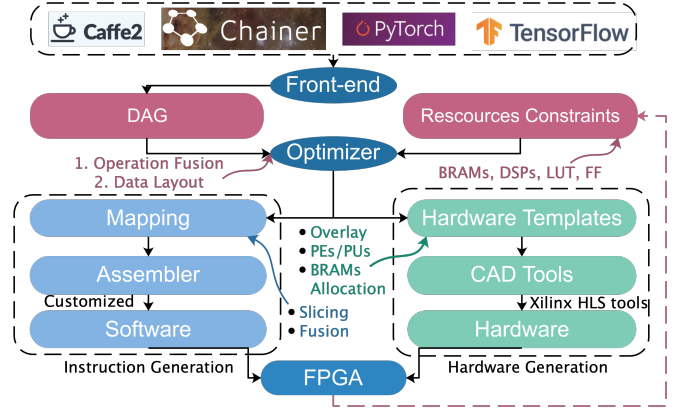 Caffe2
Chainer
PyTorch
TensorFlow
Front-end
DAG
Rescources Constraints
Optimizer
1. Operation Fusion
2. Data Layout
BRAMs, DSPs, LUT, FF
Mapping
Hardware Templates
• Overlay
• PEs/PUs
• BRAMs
Allocation
Assembler
CAD Tools
Customized
Xilinx HLS tools
• Slicing
• Fusion
Software
Hardware
Instruction Generation
Hardware Generation
FPGA